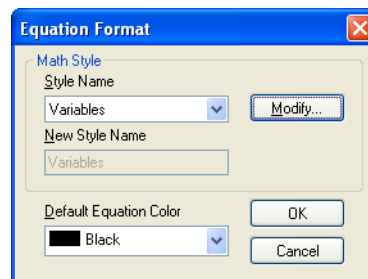 Equation Format
Math Style
Style Name
Variables
Modify...
New Style Name
Variables
Default Equation Color
OK
Black
Cancel